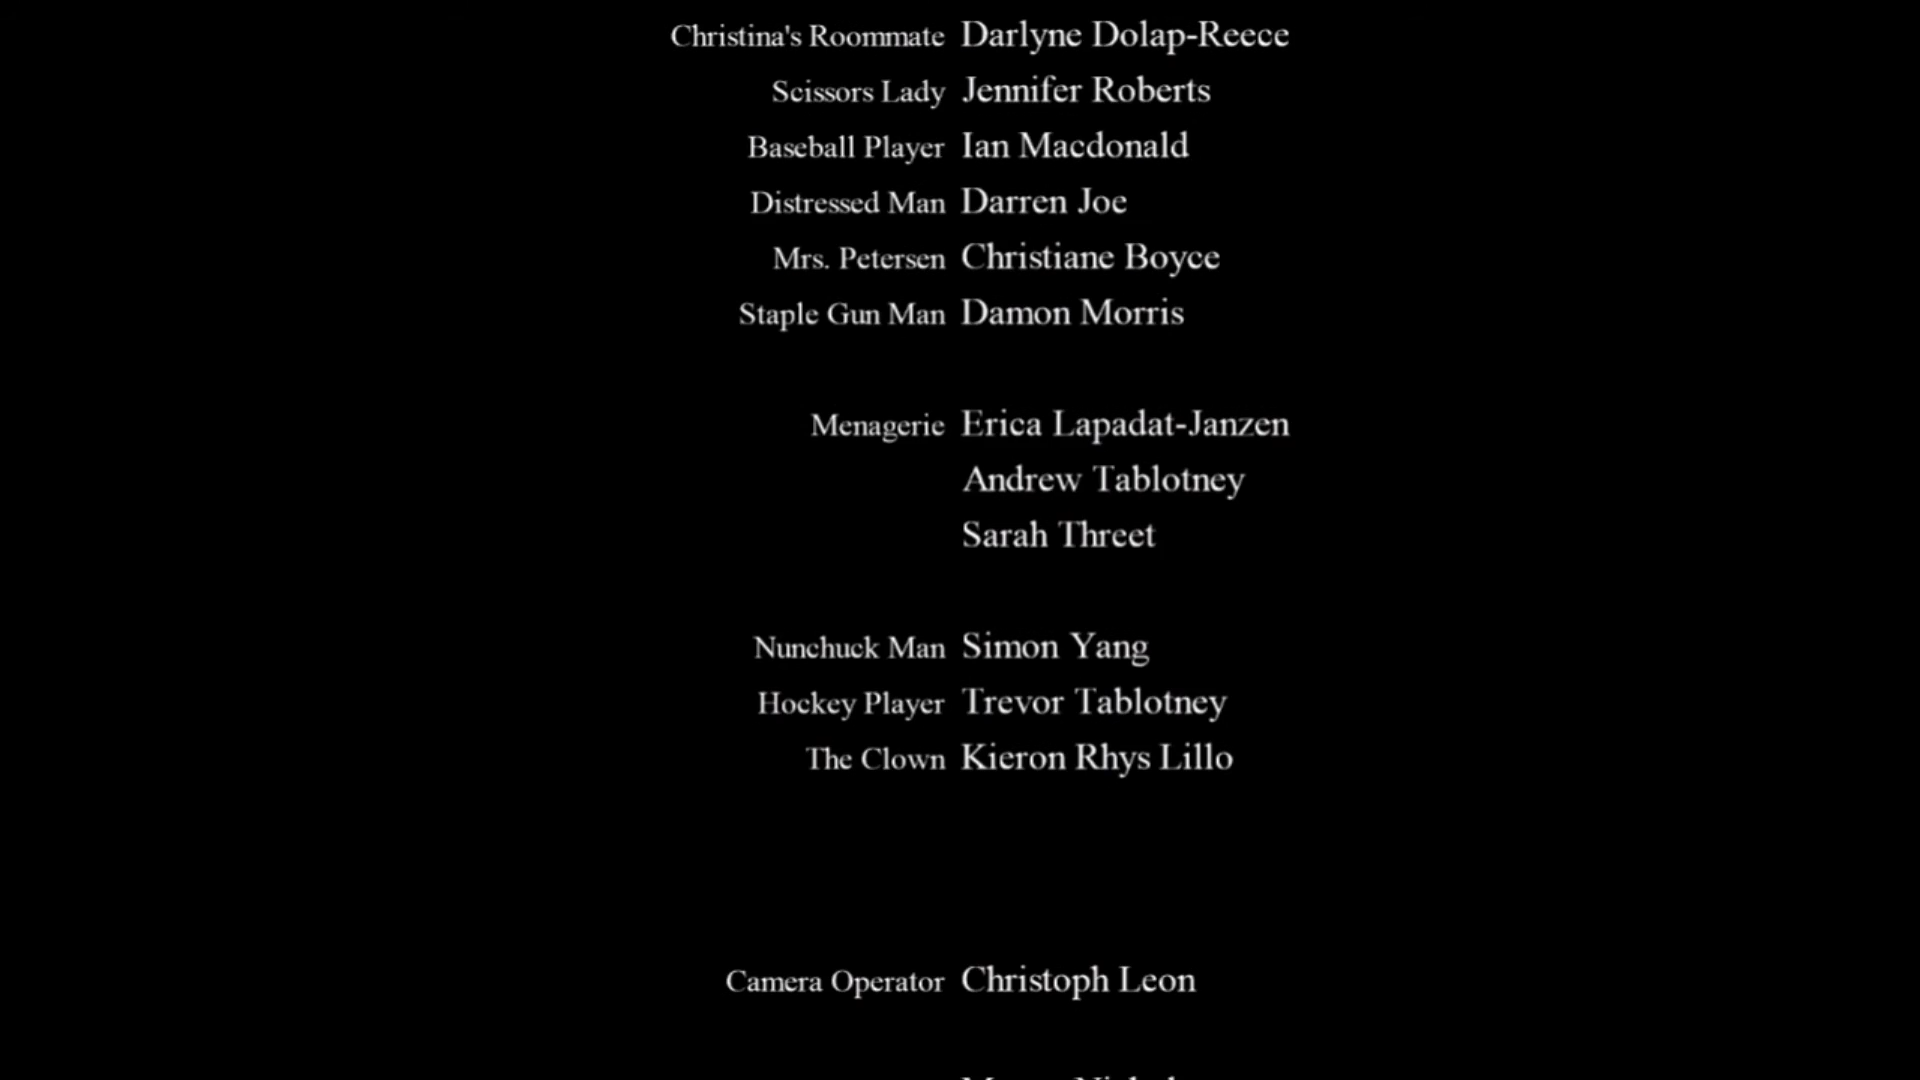 Christina's Roommate Darlyne Dolap-Reece
Scissors Lady Jennifer Roberts
Baseball Player Ian Macdonald
Distressed Man Darren Joe
Mrs. Petersen Christiane Boyce
Staple Gun Man Damon Morris
Menagerie Erica Lapadat-Janzen
Andrew Tablotney
Sarah Threet
Nunchuck Man Simon Yang
Hockey Player Trevor Tablotney
The Clown Kieron Rhys Lillo
Camera Operator Christoph Leon